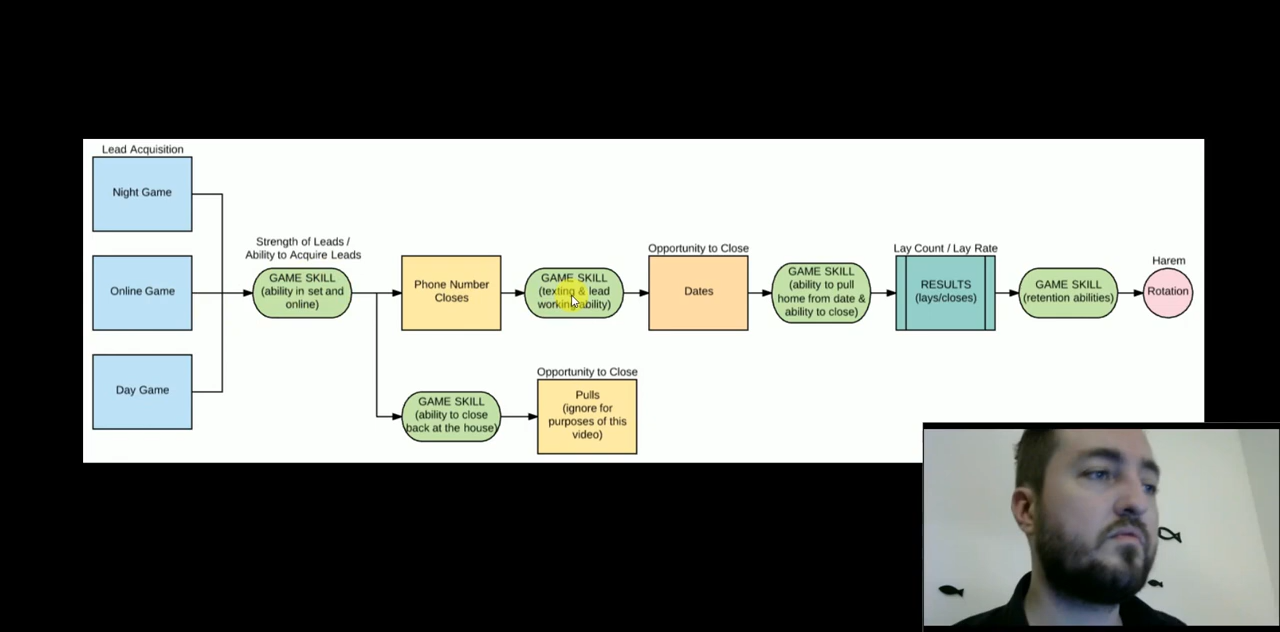 Lead Acquisition
Night Game
Online Game
Day Game
Strength of Leads /
Ability to Acquire Leads
GAME SKILL
(ability in set and
online)
Phone Number
Closes
GAME SKILL
(texting & lead
working ability)
Opportunity to Close
Dates
GAME SKILL
(ability to pull
home from date &
ability to close)
Lay Count / Lay Rate
RESULTS
(lays/closes)
GAME SKILL
(retention abilities)
Harem
Rotation
GAME SKILL
(ability to close
back at the house)
Opportunity to Close
Pulls
(ignore for
purposes of this
video)